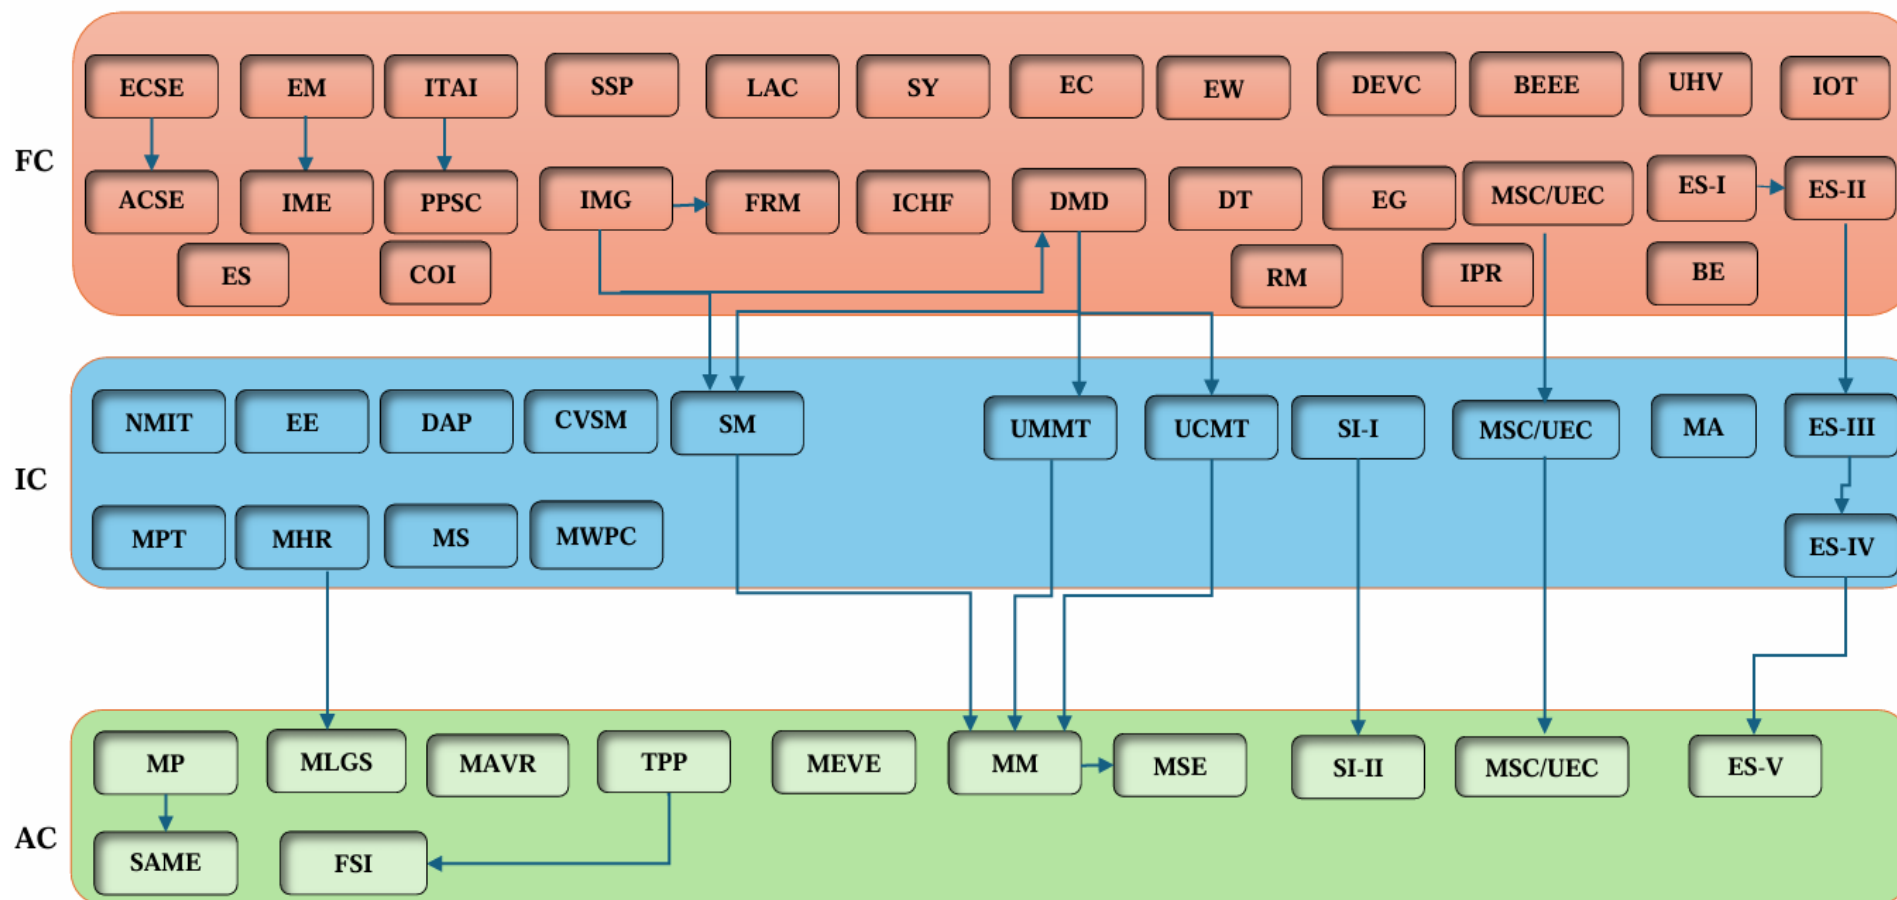 ECSE EM ITAI SSP LAC SY EC EW DEVC BEEE UHV IOT
FC
ACSE IME PPSC IMG FRM ICHF DMD DT EG MSC/UEC ES-I ES-II
ES COI RM IPR BE
NMIT EE DAP CVSM SM UMMT UCMT SI-I MSC/UEC MA ES-III
IC
MPT MHR MS MWPC ES-IV
MP MLGS MAVR TPP MEVE MM MSE SI-II MSC/UEC ES-V
AC
SAME FSI